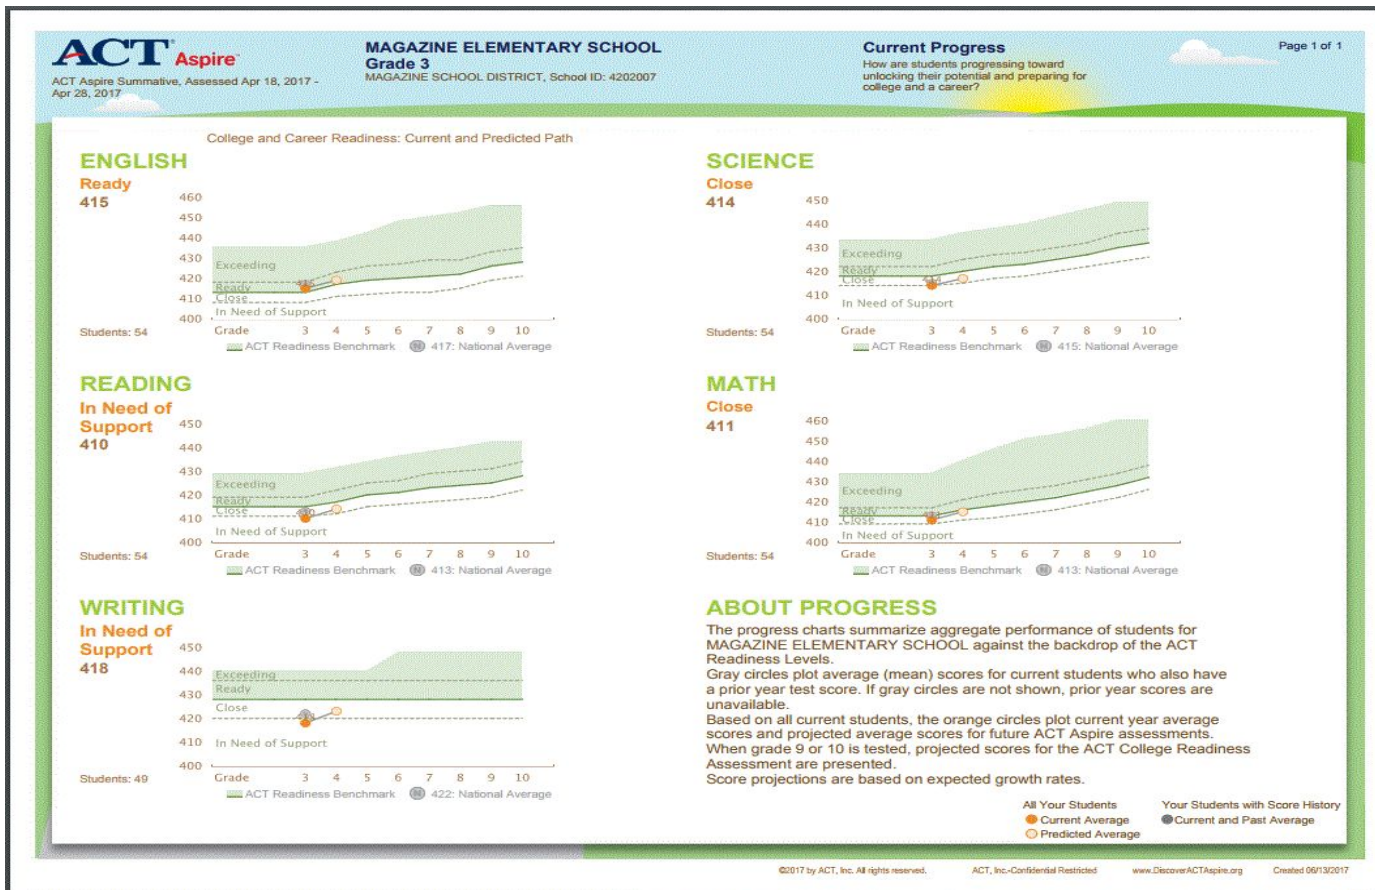 ACT Aspire
ACT Aspire Summative, Assessed Apr 18, 2017 -
Apr 28, 2017
MAGAZINE ELEMENTARY SCHOOL
Grade 3
MAGAZINE SCHOOL DISTRICT, School ID: 4202007
Current Progress
How are students progressing toward
unlocking their potential and preparing for
college and a career?
Page 1 of 1
College and Career Readiness: Current and Predicted Path
ENGLISH
Ready
415
460
450
440
430
420
410
400
Exceeding
Ready
Close
In Need of Support
Students: 54
Grade 3 4 5 6 7 8 9 10
ACT Readiness Benchmark N 417: National Average
SCIENCE
Close
414
450
440
430
420
410
400
Exceeding
Ready
Close
In Need of Support
Students: 54
Grade 3 4 5 6 7 8 9 10
ACT Readiness Benchmark N 415: National Average
READING
In Need of
Support
410
450
440
430
420
410
400
Exceeding
Ready
Close
In Need of Support
Students: 54
Grade 3 4 5 6 7 8 9 10
ACT Readiness Benchmark N 413: National Average
MATH
Close
411
460
450
440
430
420
410
400
Exceeding
Ready
Close
In Need of Support
Students: 54
Grade 3 4 5 6 7 8 9 10
ACT Readiness Benchmark N 413: National Average
WRITING
In Need of
Support
418
450
440
430
420
410
400
Exceeding
Ready
Close
In Need of Support
Students: 49
Grade 3 4 5 6 7 8 9 10
ACT Readiness Benchmark N 422: National Average
ABOUT PROGRESS
The progress charts summarize aggregate performance of students for
MAGAZINE ELEMENTARY SCHOOL against the backdrop of the ACT
Readiness Levels.
Gray circles plot average (mean) scores for current students who also have
a prior year test score. If gray circles are not shown, prior year scores are
unavailable.
Based on all current students, the orange circles plot current year average
scores and projected average scores for future ACT Aspire assessments.
When grade 9 or 10 is tested, projected scores for the ACT College Readiness
Assessment are presented.
Score projections are based on expected growth rates.
All Your Students
Current Average
Predicted Average
Your Students with Score History
Current and Past Average
©2017 by ACT, Inc. All rights reserved. ACT, Inc.-Confidential Restricted www.DiscoverACTAspire.org Created 06/13/2017